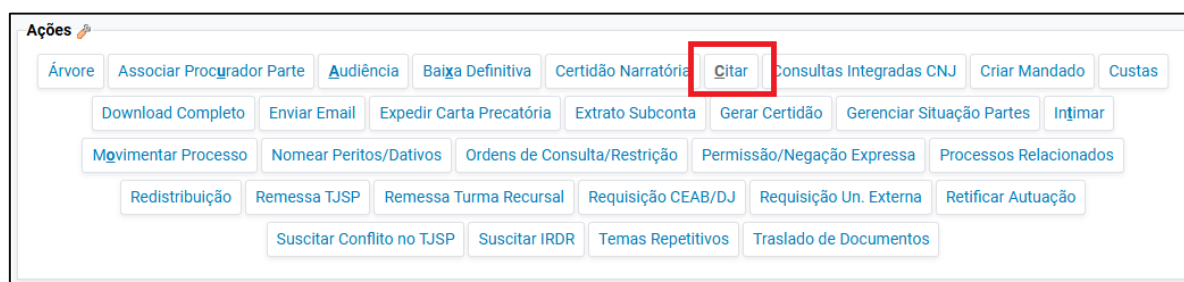 Ações
Árvore Associar Procurador Parte Audiência Baixa Definitiva Certidão Narratória Citar Consultas Integradas CNJ Criar Mandado Custas
Download Completo Enviar Email Expedir Carta Precatória Extrato Subconta Gerar Certidão Gerenciar Situação Partes Intimar
Movimentar Processo Nomear Peritos/Dativos Ordens de Consulta/Restrição Permissão/Negação Expressa Processos Relacionados
Redistribuição Remessa TJSP Remessa Turma Recursal Requisição CEAB/DJ Requisição Un. Externa Retificar Autuação
Suscitar Conflito no TJSP Suscitar IRDR Temas Repetitivos Traslado de Documentos